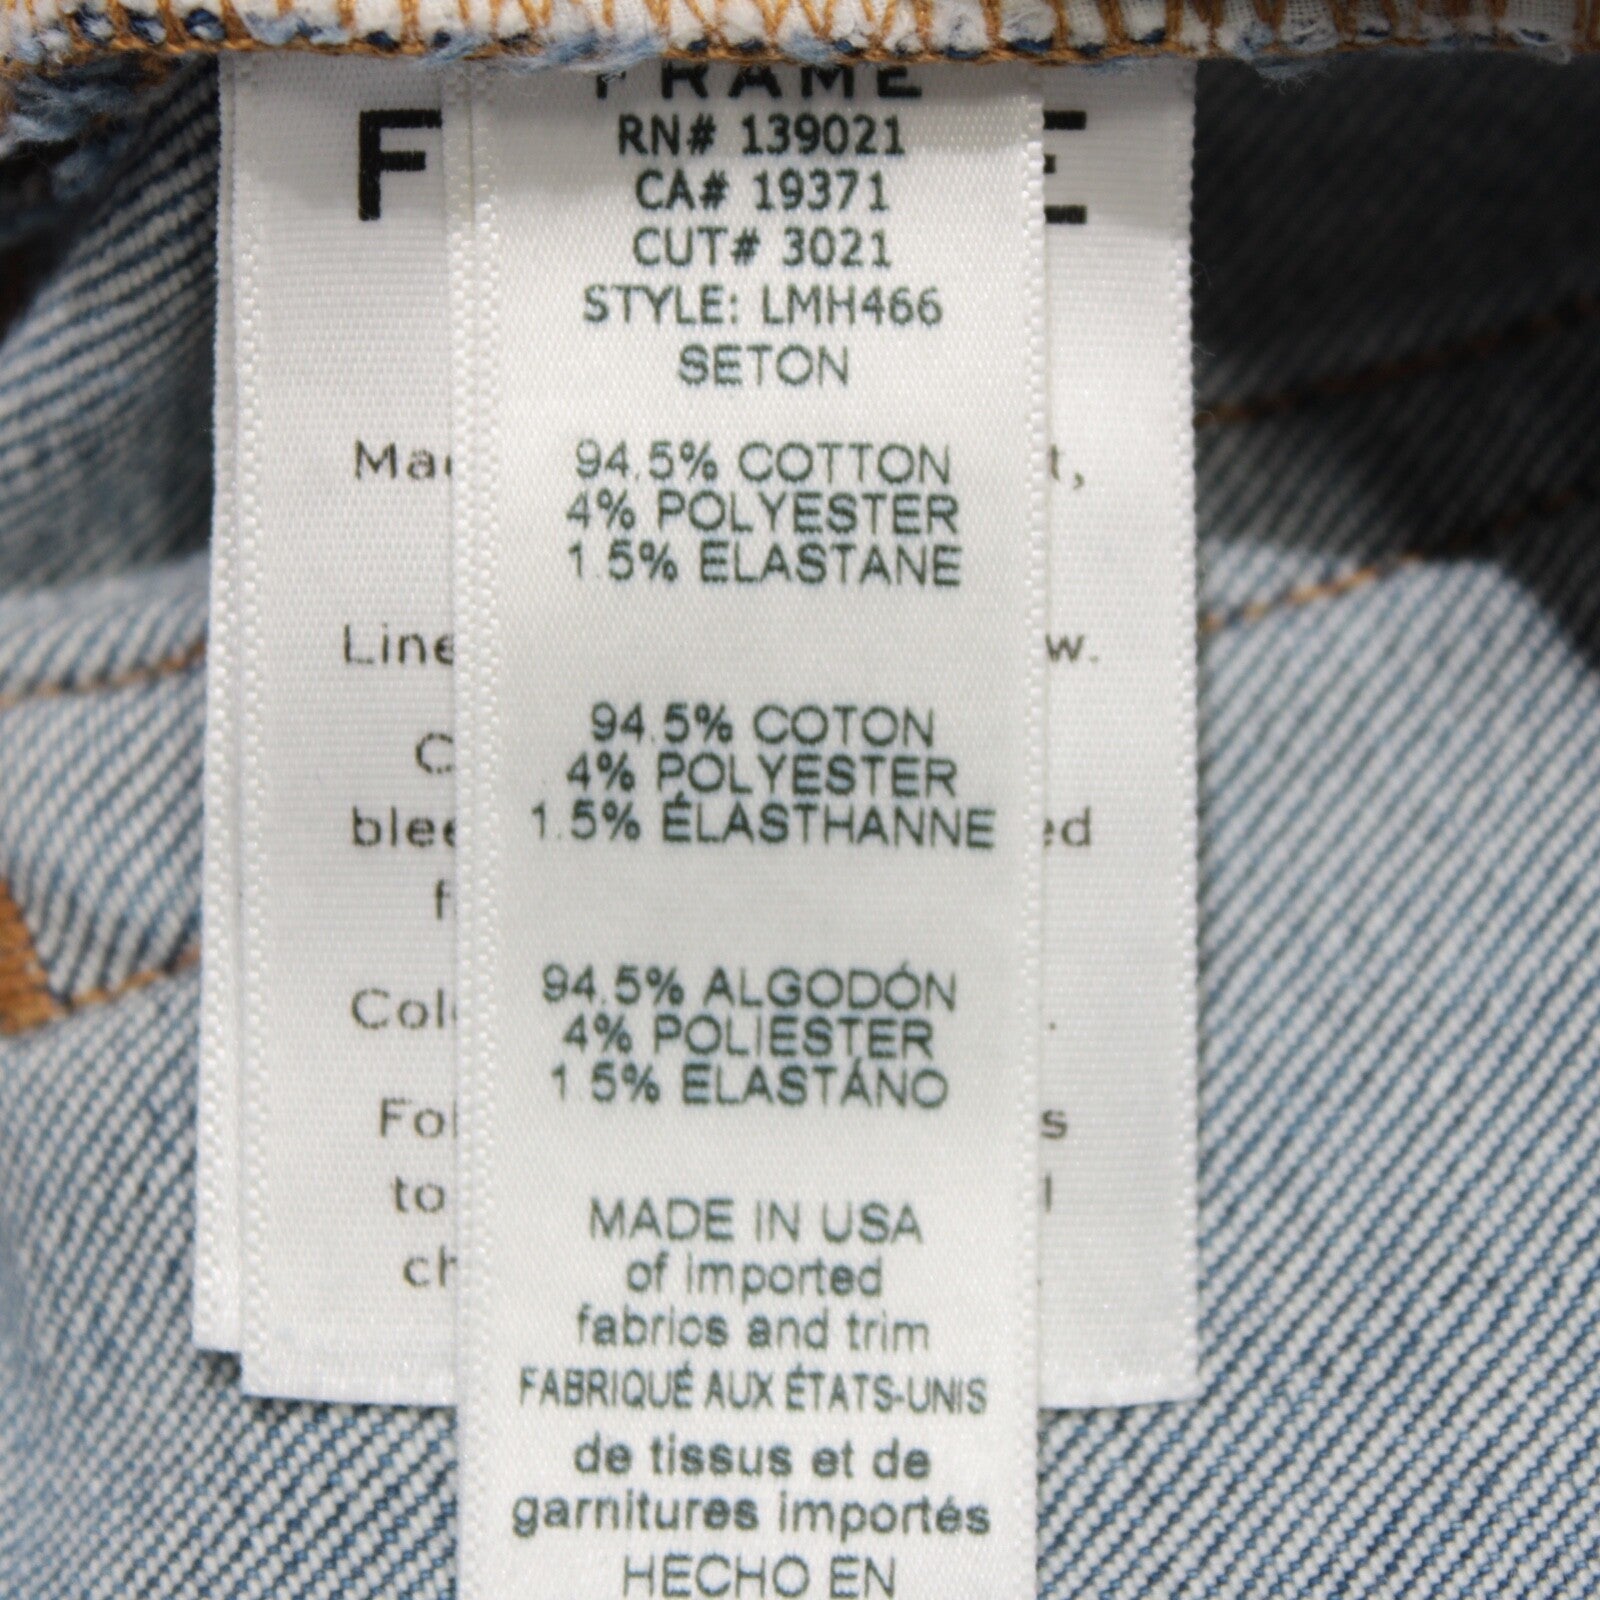 FRAME
RN# 139021
CA# 19371
CUT# 3021
STYLE: LMH466
SETON
94.5% COTTON
4% POLYESTER
1.5% ELASTANE
94.5% COTON
4% POLYESTER
1.5% ÉLASTHANNE
94.5% ALGODÓN
4% POLIESTER
1.5% ELASTÁNO
MADE IN USA
of imported
fabrics and trim
FABRIQUÉ AUX ÉTATS-UNIS
de tissus et de
garnitures importés
HECHO EN